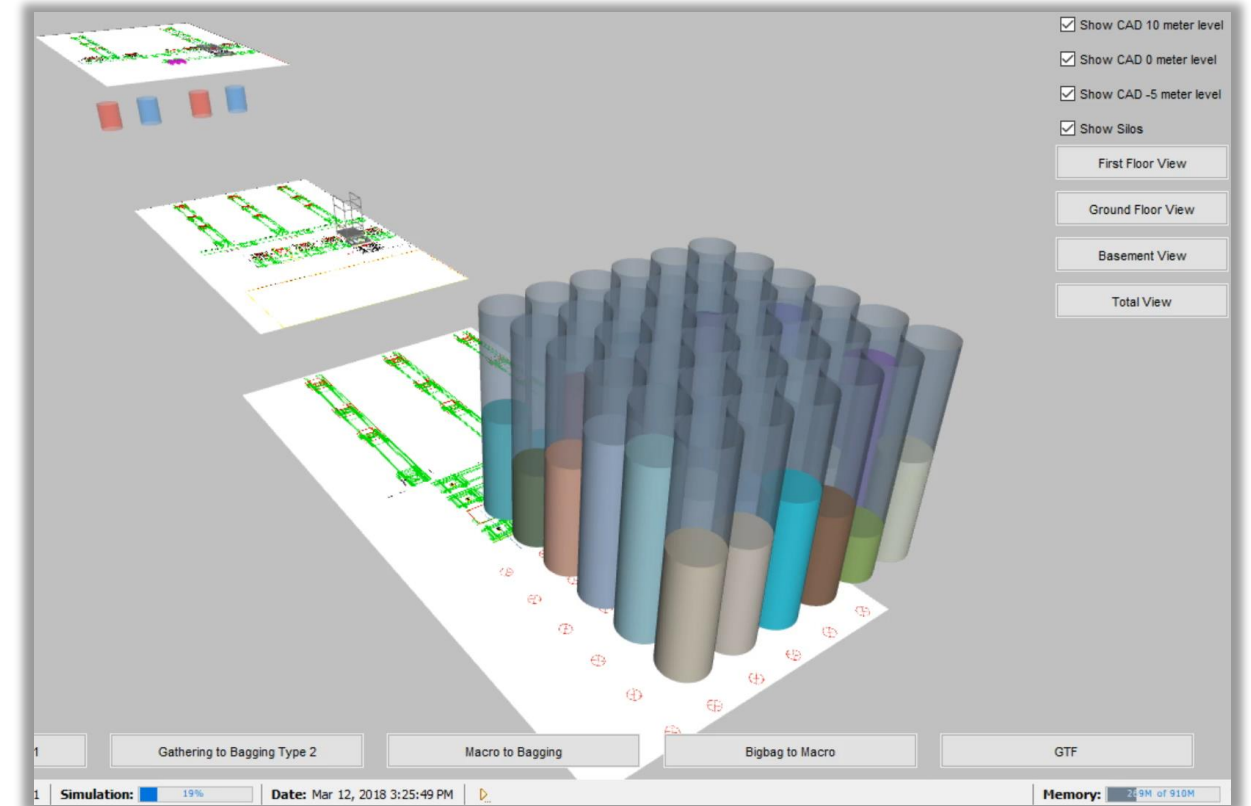 Show CAD 10 meter level
Show CAD 0 meter level
Show CAD -5 meter level
Show Silos
First Floor View
Ground Floor View
Basement View
Total View
1
Gathering to Bagging Type 2
Macro to Bagging
Bigbag to Macro
GTF
1 Simulation: 19% Date: Mar 12, 2018 3:25:49 PM Memory: 269M of 910M